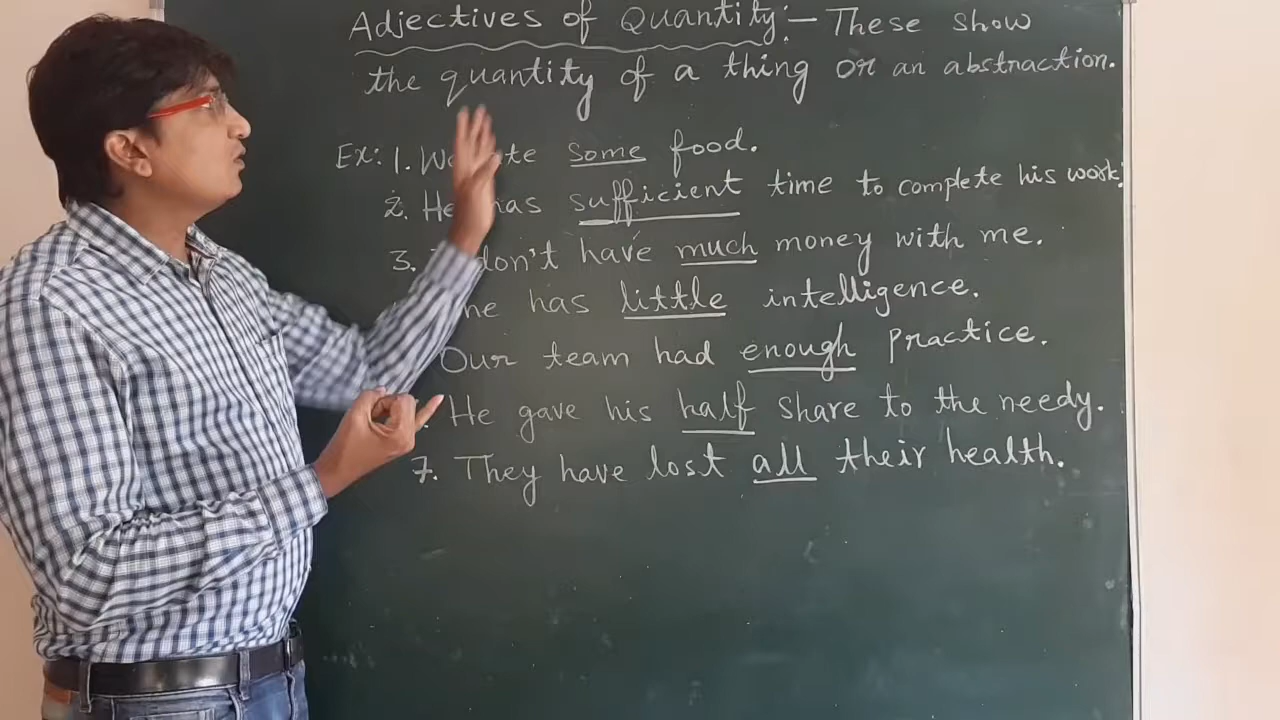 Adjectives of Quantity:- These show
the quantity of a thing or an abstraction.
Ex: 1. some food.
2. He has sufficient time to complete his work.
3. don't have much money with me.
has little intelligence.
Our team had enough practice.
He gave his half share to the needy.
7. They have lost all their health.